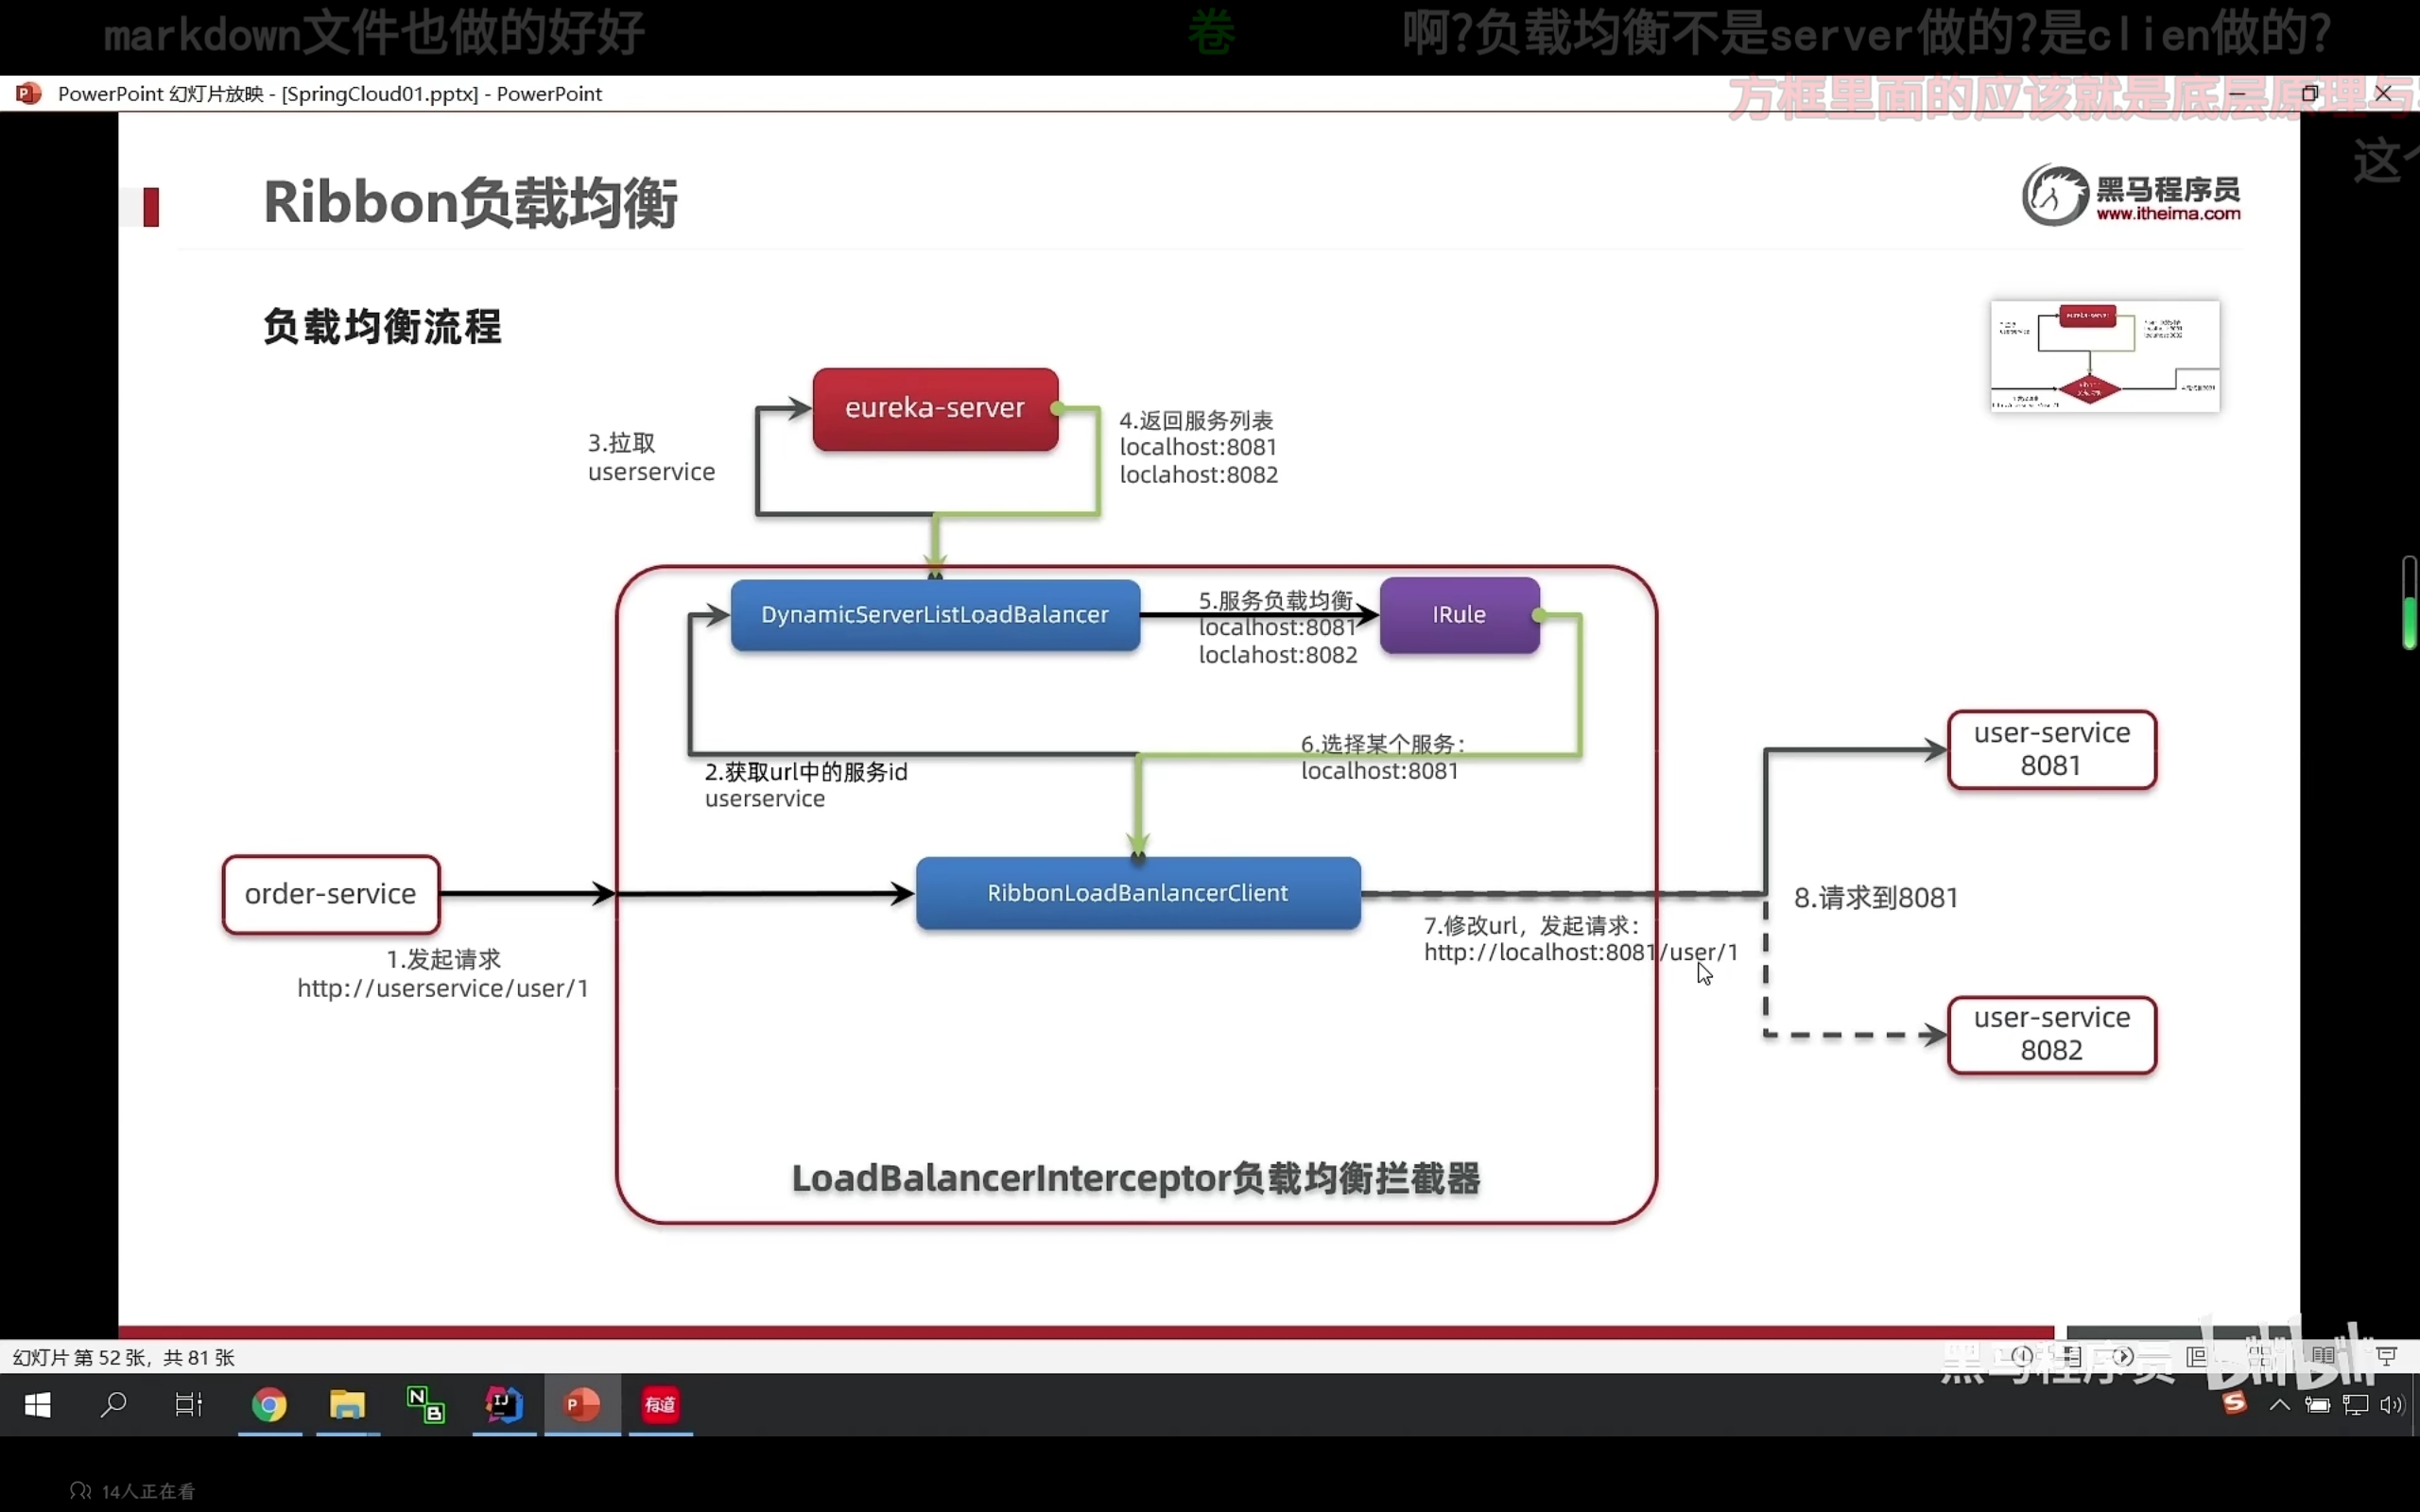 markdown文件也做的好好
卷
啊?负载均衡不是server做的?是clien做的?
PowerPoint 幻灯片放映 - [SpringCloud01.pptx] - PowerPoint
方框里面的应该就是底层原理与
这个
Ribbon负载均衡
黑马程序员
www.itheima.com
负载均衡流程
eureka-server
3.拉取
userservice
4.返回服务列表
localhost:8081
loclahost:8082
DynamicServerListLoadBalancer
5.服务负载均衡
localhost:8081
loclahost:8082
IRule
2.获取url中的服务id
userservice
6.选择某个服务:
localhost:8081
user-service
8081
order-service
RibbonLoadBanlancerClient
1.发起请求
http://userservice/user/1
7.修改url，发起请求:
http://localhost:8081/user/1
8.请求到8081
user-service
8082
LoadBalancerInterceptor负载均衡拦截器
幻灯片 第 52 张，共 81 张
黑马程序员
bilibili
有道
14人正在看